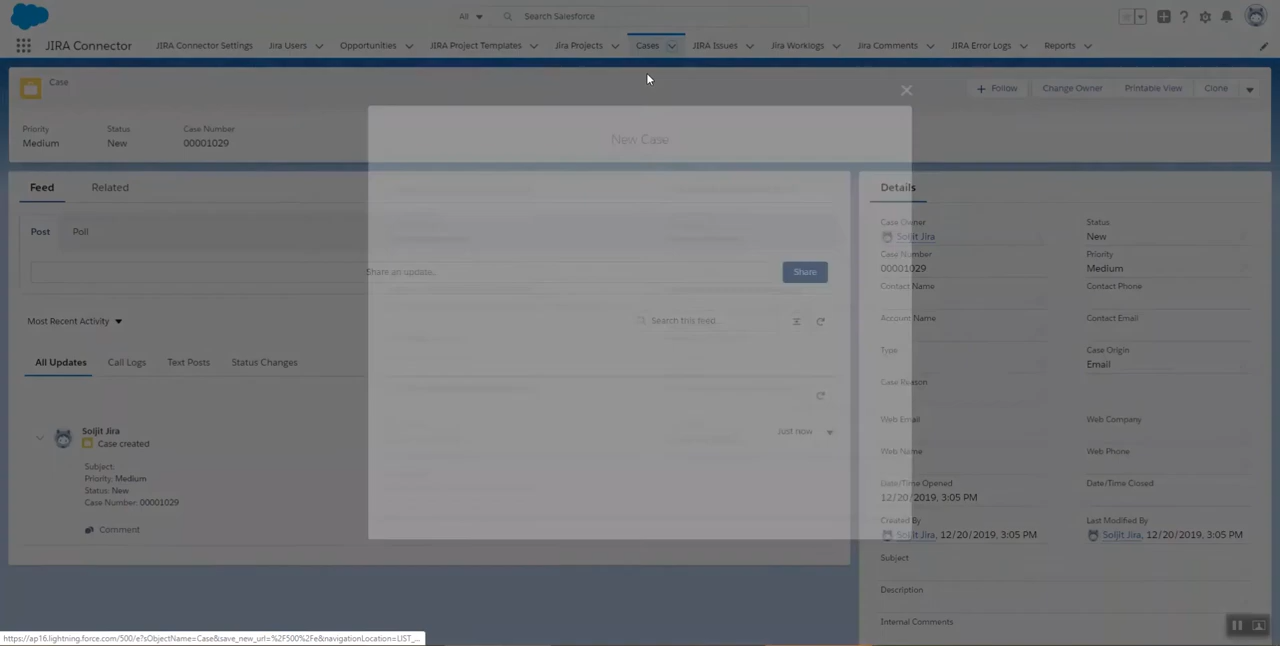 All
Search Salesforce
JIRA Connector
JIRA Connector Settings
Jira Users
Opportunities
JIRA Project Templates
Jira Projects
Cases
JIRA Issues
Jira Worklogs
Jira Comments
JIRA Error Logs
Reports
Case
Follow
Change Owner
Printable View
Clone
Priority
Status
Case Number
Medium
New
00001029
New Case
Feed
Related
Details
Post
Poll
Share an update...
Share
Most Recent Activity
Search this feed...
All Updates
Call Logs
Text Posts
Status Changes
Soljit Jira
Case created
Just now
Subject:
Priority: Medium
Status: New
Case Number: 00001029
Comment
Case Owner
Status
Soljit Jira
New
Case Number
Priority
00001029
Medium
Contact Name
Contact Phone
Account Name
Contact Email
Type
Case Origin
Email
Case Reason
Web Email
Web Company
Web Name
Web Phone
Date/Time Opened
Date/Time Closed
12/20/2019, 3:05 PM
Created By
Last Modified By
Soljit Jira, 12/20/2019, 3:05 PM
Soljit Jira, 12/20/2019, 3:05 PM
Subject
Description
Internal Comments
https://ap16.lightning.force.com/500/e?sObjectName=Case&save_new_url=%2F500%2Fe&navigationLocation=LIST_...